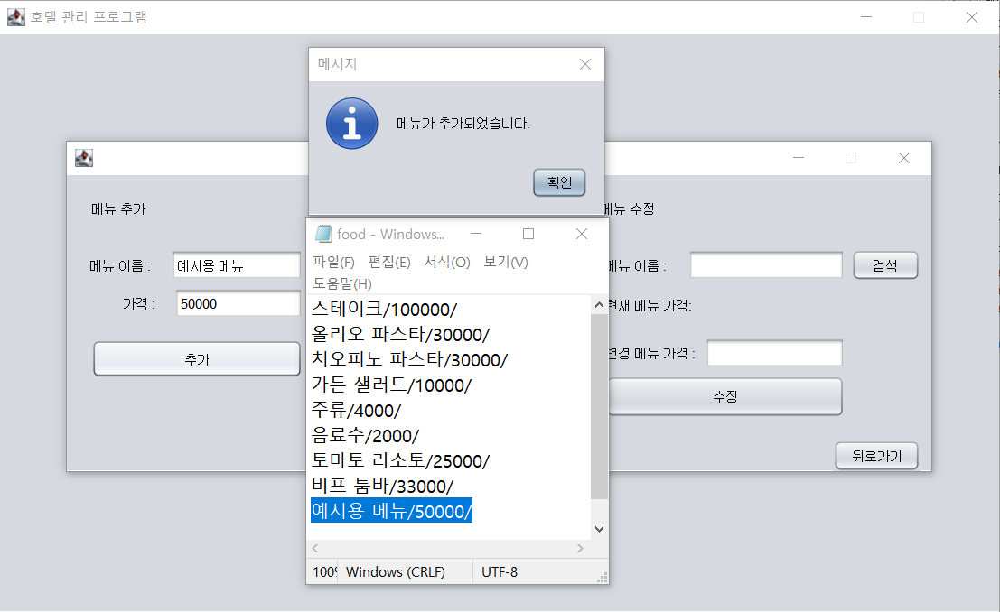 호텔 관리 프로그램
메시지
메뉴가 추가되었습니다.
확인
메뉴 추가
메뉴 이름 :
예시용 메뉴
가격 :
50000
추가
food - Windows...
파일(F) 편집(E) 서식(O) 보기(V)
도움말(H)
스테이크/100000/
올리오 파스타/30000/
치오피노 파스타/30000/
가든 샐러드/10000/
주류/4000/
음료수/2000/
토마토 리소토/25000/
비프 툼바/33000/
예시용 메뉴/50000/
100% Windows (CRLF) UTF-8
메뉴 수정
메뉴 이름 :
검색
현재 메뉴 가격:
변경 메뉴 가격 :
수정
뒤로가기